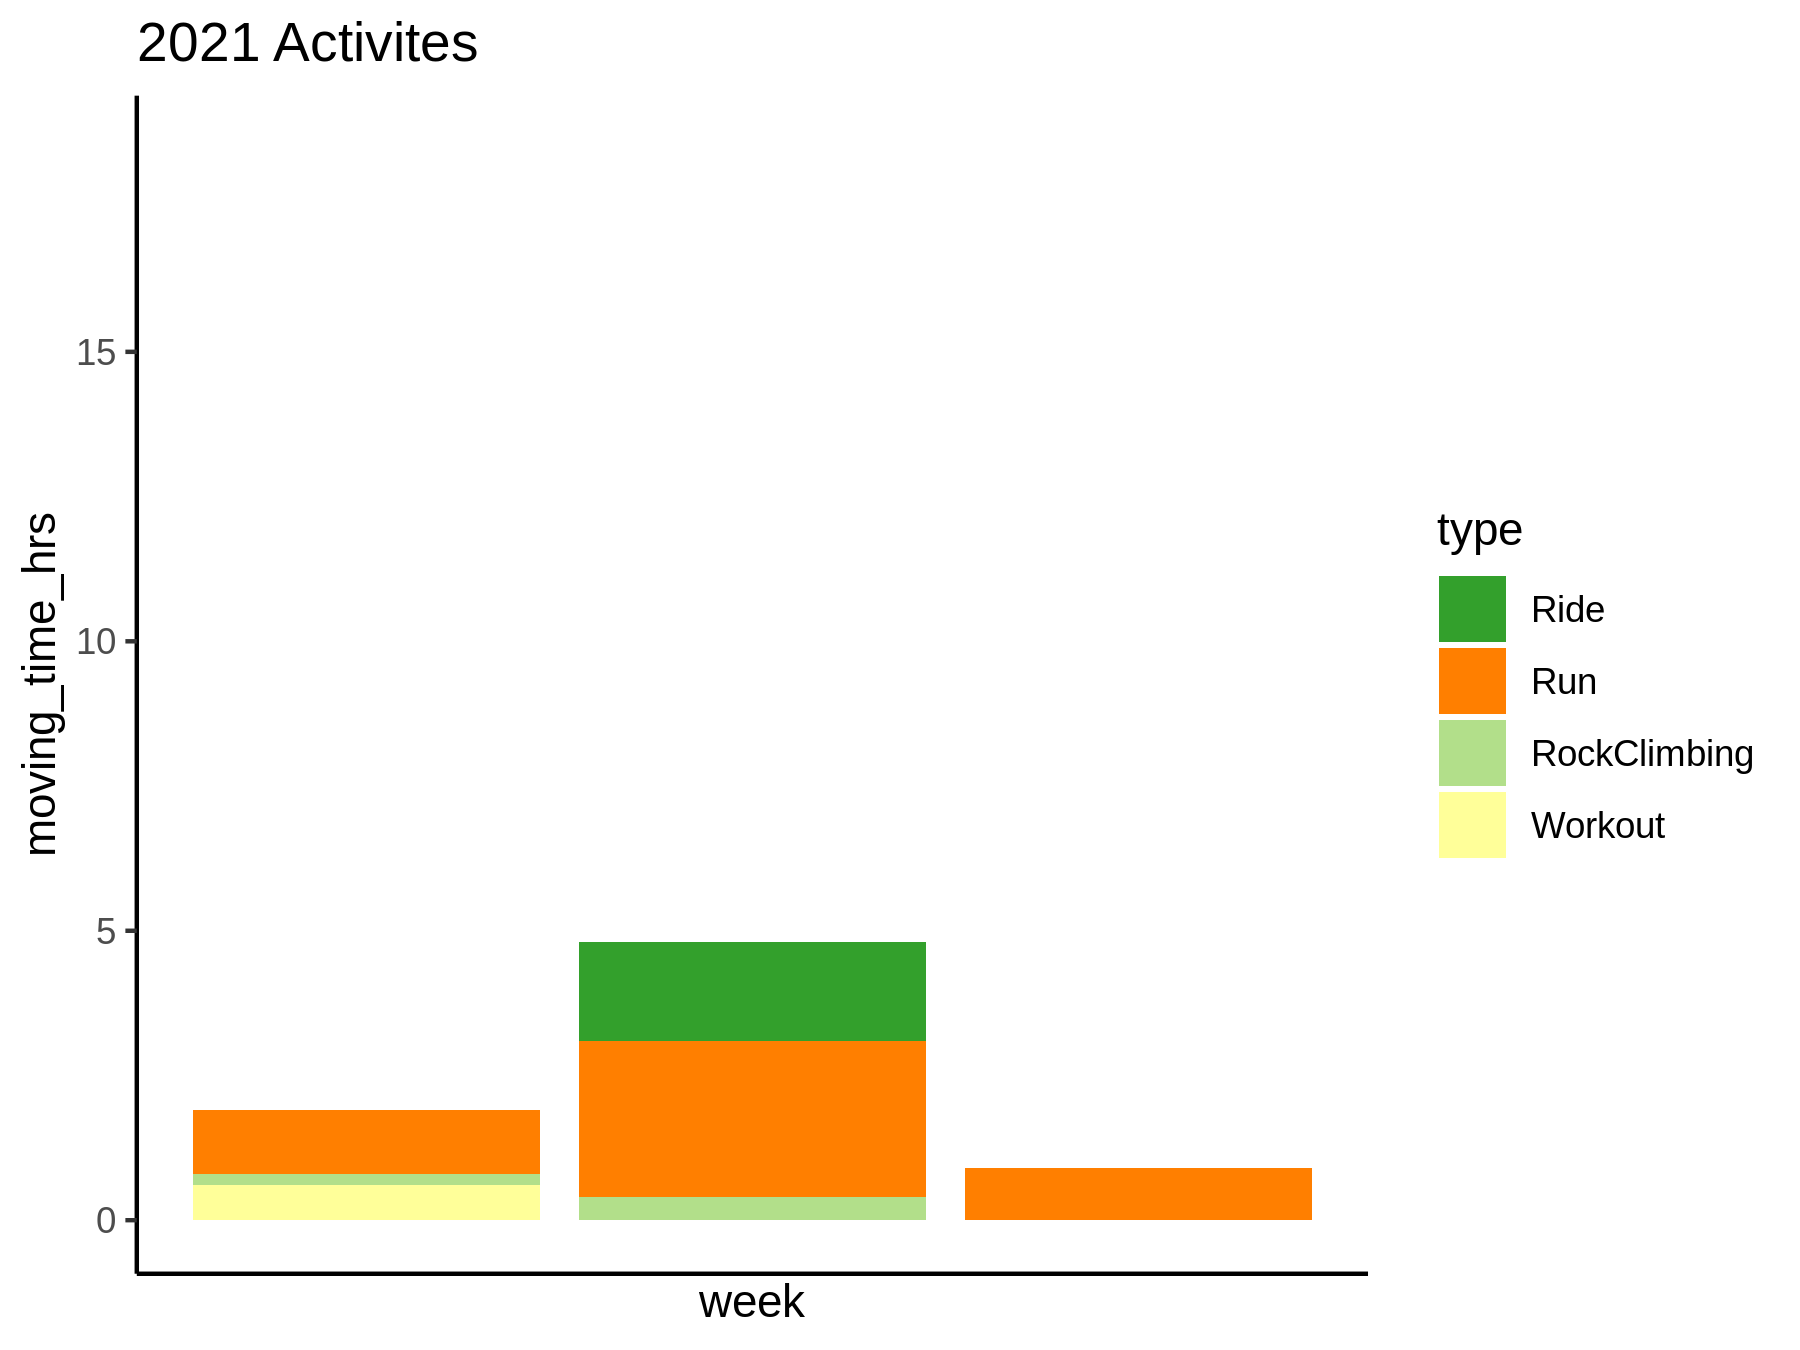 2021 Activites
15
10
5
0
moving_time_hrs
week
type
Ride
Run
RockClimbing
Workout